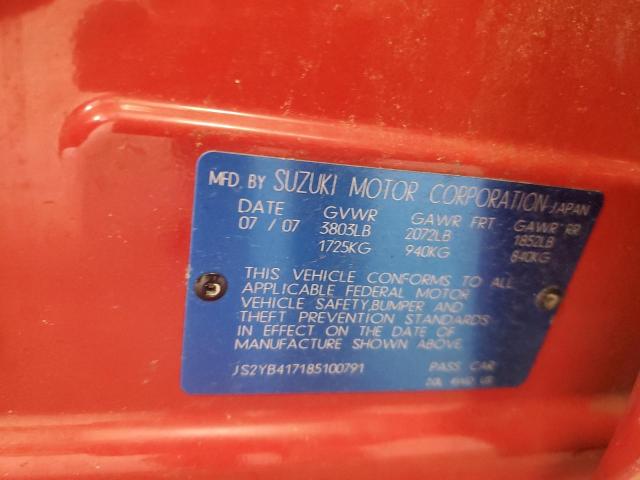 MFD. BY SUZUKI MOTOR CORPORATION JAPAN
DATE GVWR GAWR FRT GAWR RR
07 / 07 3803LB 2072LB 1852LB
1725KG 940KG 840KG
THIS VEHICLE CONFORMS TO ALL
APPLICABLE FEDERAL MOTOR
VEHICLE SAFETY,BUMPER AND
THEFT PREVENTION STANDARDS
IN EFFECT ON THE DATE OF
MANUFACTURE SHOWN ABOVE.
JS2YB417185100791 PASS CAR